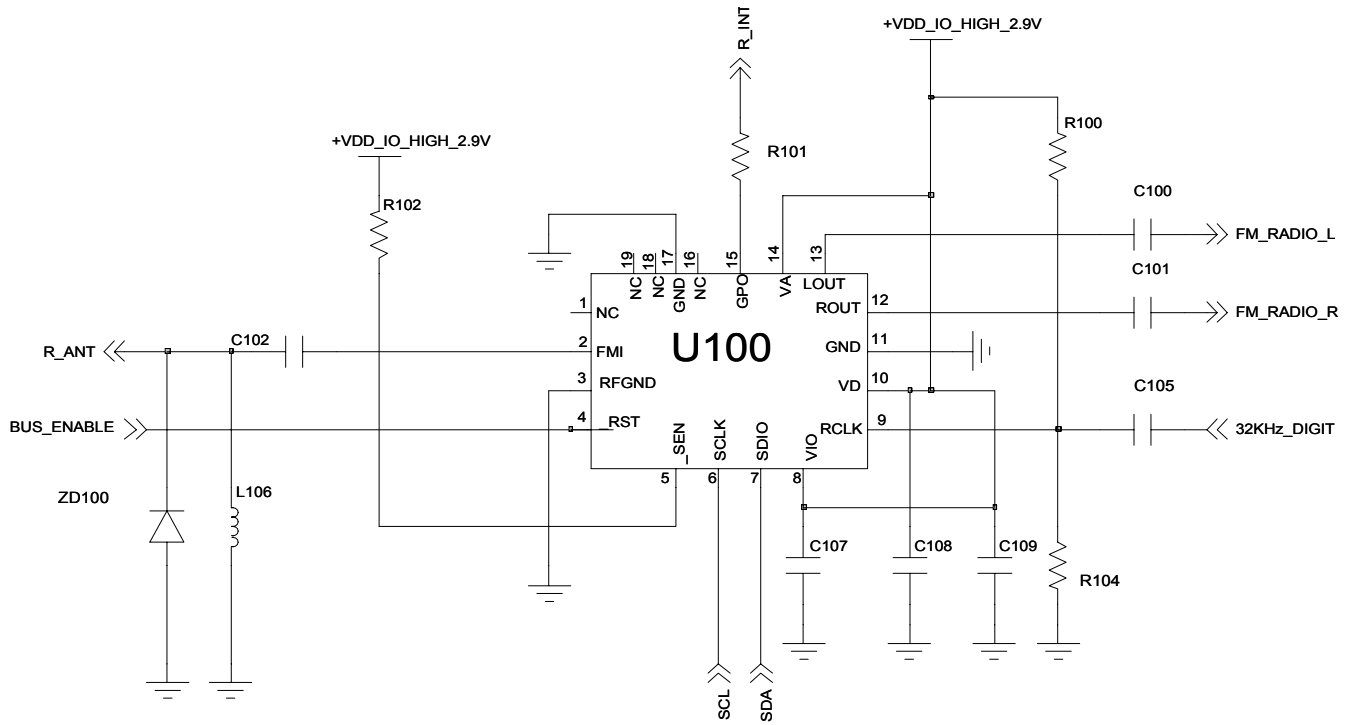 R_INT
+VDD_IO_HIGH_2.9V
R100
+VDD_IO_HIGH_2.9V
R101
R102
C100
FM_RADIO_L
C101
19
18
17
16
15
14
13
NC
NC
GND
NC
GPO
VA
LOUT
1
NC
ROUT
12
FM_RADIO_R
U100
R_ANT
C102
2
FMI
GND
11
3
RFGND
VD
10
C105
BUS_ENABLE
4
_RST
_SEN
SCLK
SDIO
VIO
RCLK
9
32KHz_DIGIT
5
6
7
8
ZD100
L106
C107
C108
C109
R104
SCL
SDA